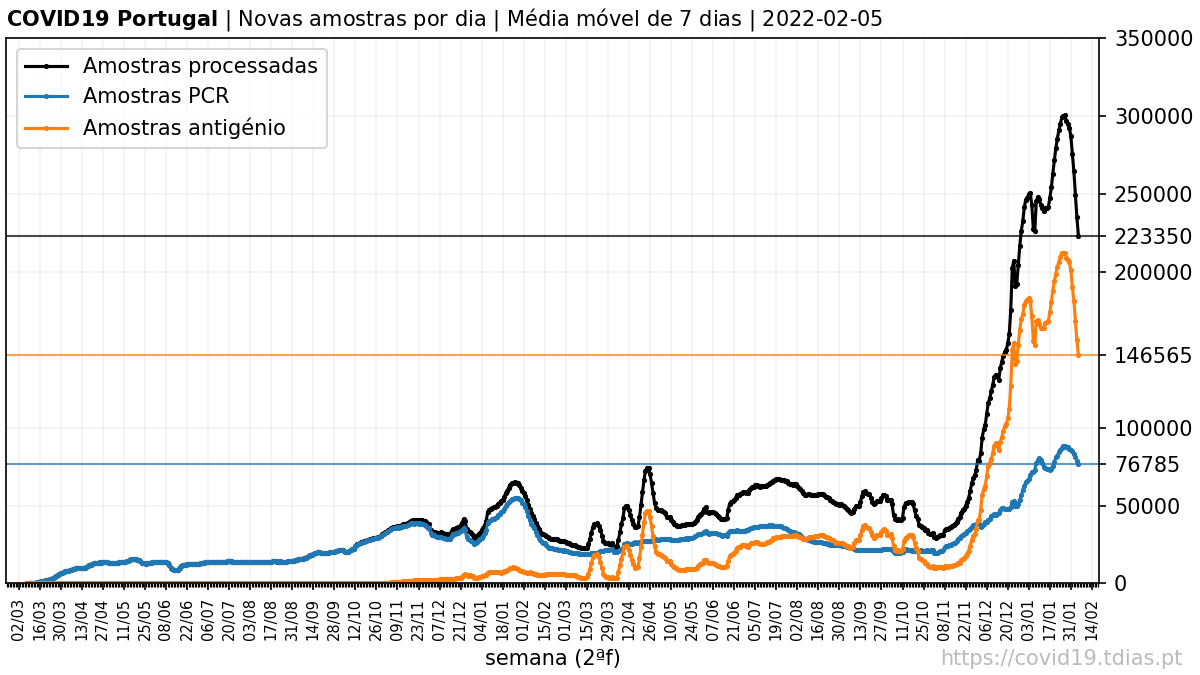 COVID19 Portugal | Novas amostras por dia | Média móvel de 7 dias | 2022-02-05
Amostras processadas
Amostras PCR
Amostras antigénio
350000
300000
250000
223350
200000
146565
100000
76785
50000
0
02/03 16/03 30/03 13/04 27/04 11/05 25/05 08/06 22/06 06/07 20/07 03/08 17/08 31/08 14/09 28/09 12/10 26/10 09/11 23/11 07/12 21/12 04/01 18/01 01/02 15/02 01/03 15/03 29/03 12/04 26/04 10/05 24/05 07/06 21/06 05/07 19/07 02/08 16/08 30/08 13/09 27/09 11/10 25/10 08/11 22/11 06/12 20/12 03/01 17/01 31/01 14/02
semana (2ªf)
https://covid19.tdias.pt